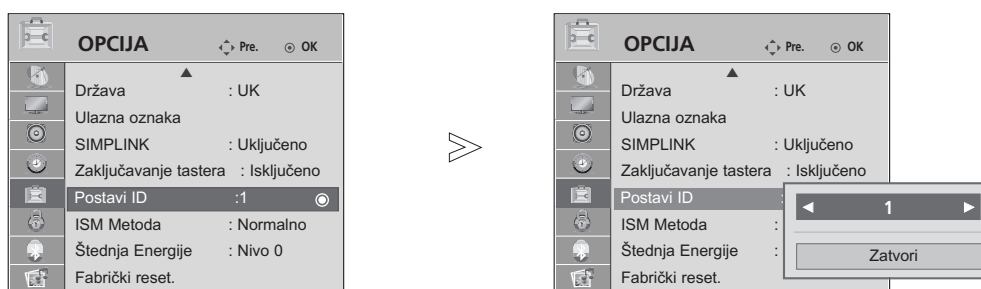 OPCIJA Pre. OK
Država : UK
Ulazna oznaka
SIMPLINK : Uključeno
Zaključavanje tastera : Isključeno
Postavi ID :1
ISM Metoda : Normalno
Štednja Energije : Nivo 0
Fabrički reset.
OPCIJA Pre. OK
Država : UK
Ulazna oznaka
SIMPLINK : Uključeno
Zaključavanje tastera : Isključeno
Postavi ID :
ISM Metoda :
Štednja Energije :
Fabrički reset.
1
Zatvori